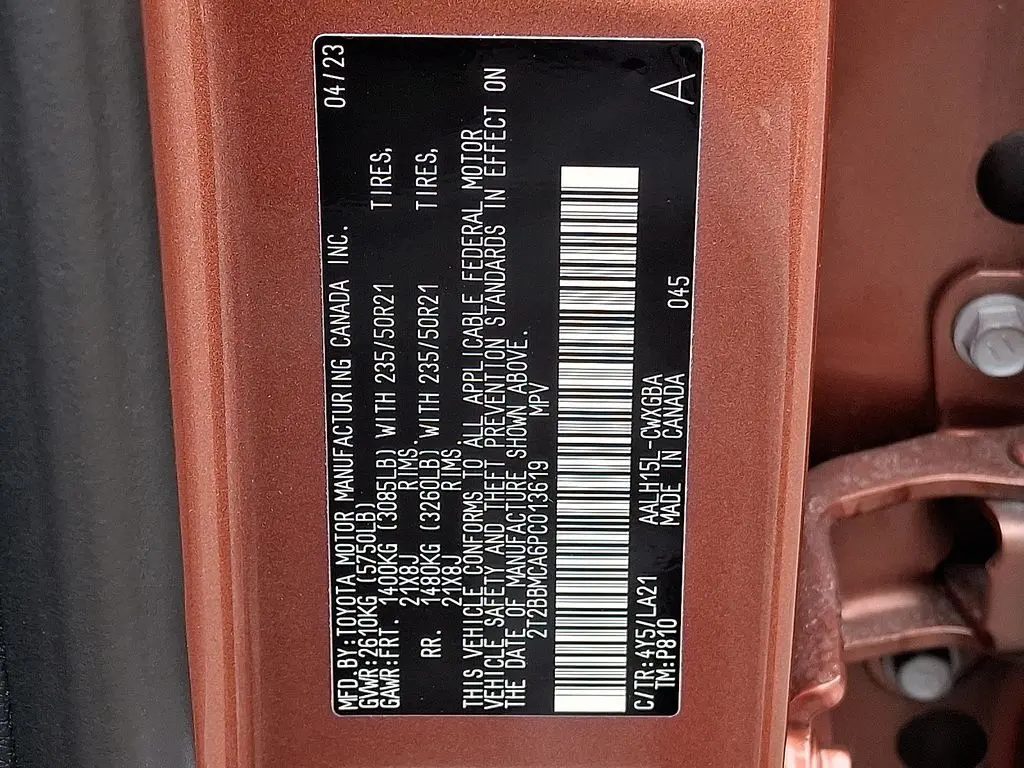 MFD.BY:TOYOTA MOTOR MANUFACTURING CANADA INC. 04/23
GVWR:2610KG (5750LB)
GAWR:FRT. 1400KG (3085LB) WITH 235/50R21 TIRES,
21X8J RIMS.
RR. 1480KG (3260LB) WITH 235/50R21 TIRES,
21X8J RIMS.
THIS VEHICLE CONFORMS TO ALL APPLICABLE FEDERAL MOTOR
VEHICLE SAFETY AND THEFT PREVENTION STANDARDS IN EFFECT ON
THE DATE OF MANUFACTURE SHOWN ABOVE.
2T2BBMCA6PC013619 MPV
C/TR:4Y5/LA21 AALH15L-CWXGBA 045 A
TM:P810 MADE IN CANADA